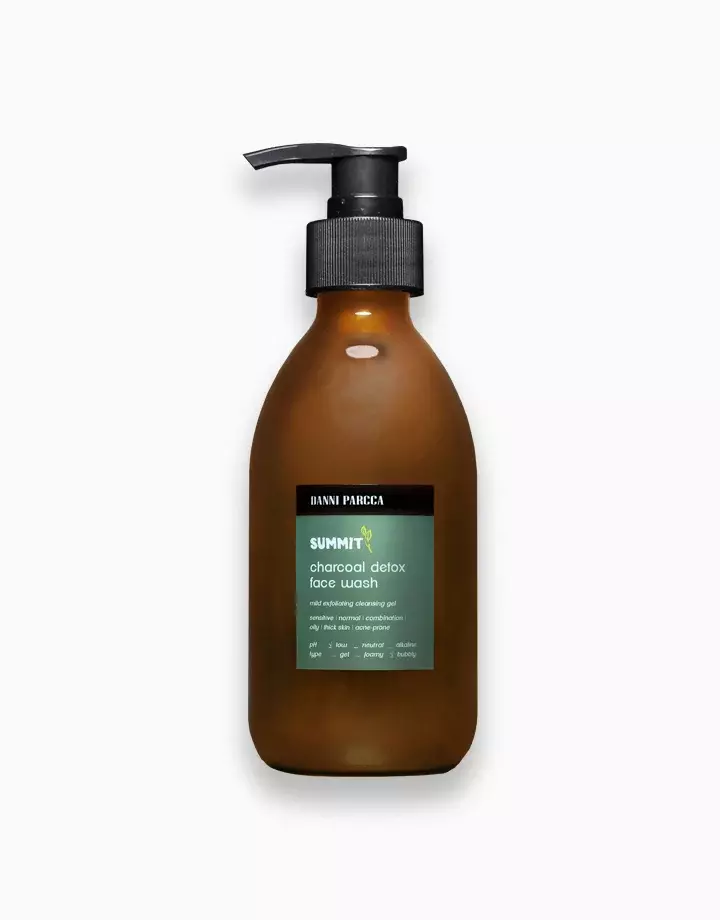 DANNI PARCCA
SUMMIT
charcoal detox
face wash
mild exfoliating cleansing gel
sensitive | normal | combination |
oily | thick skin | acne-prone
pH low _ neutral _ alkaline
type _ gel _ foamy bubbly